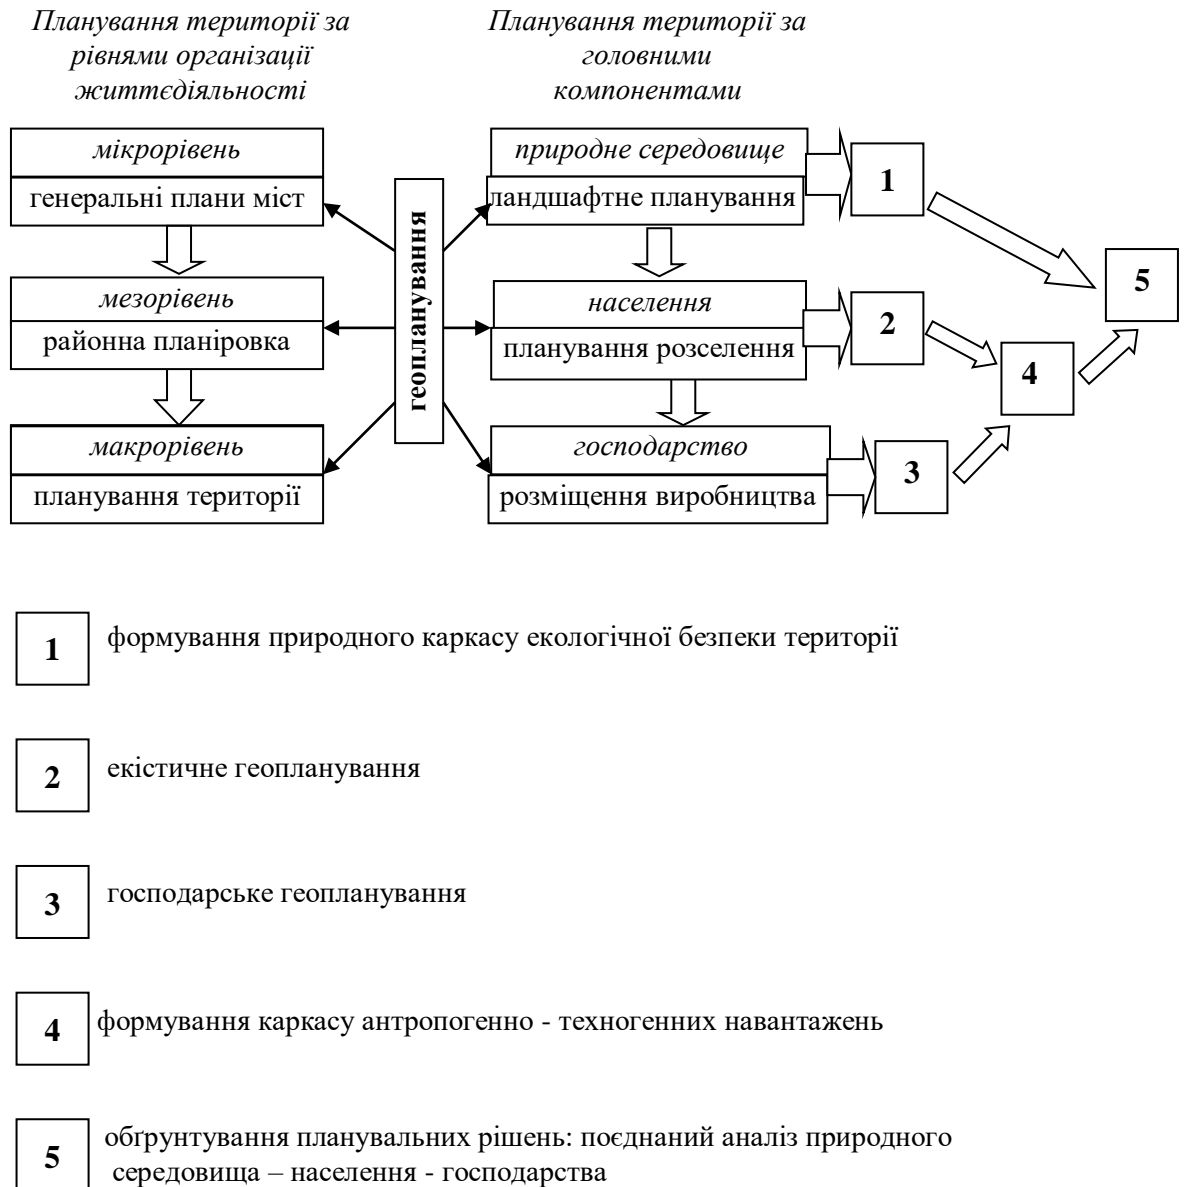 Планування території за
рівнями організації
життєдіяльності
Планування території за
головними
компонентами
мікрорівень
генеральні плани міст
мезорівень
районна планіровка
макрорівень
планування території
геопланування
природне середовище
ландшафтне планування
населення
планування розселення
господарство
розміщення виробництва
1
2
3
4
5
1
формування природного каркасу екологічної безпеки території
2
екістичне геопланування
3
господарське геопланування
4
формування каркасу антропогенно - техногенних навантажень
5
обґрунтування планувальних рішень: поєднаний аналіз природного
середовища – населення - господарства